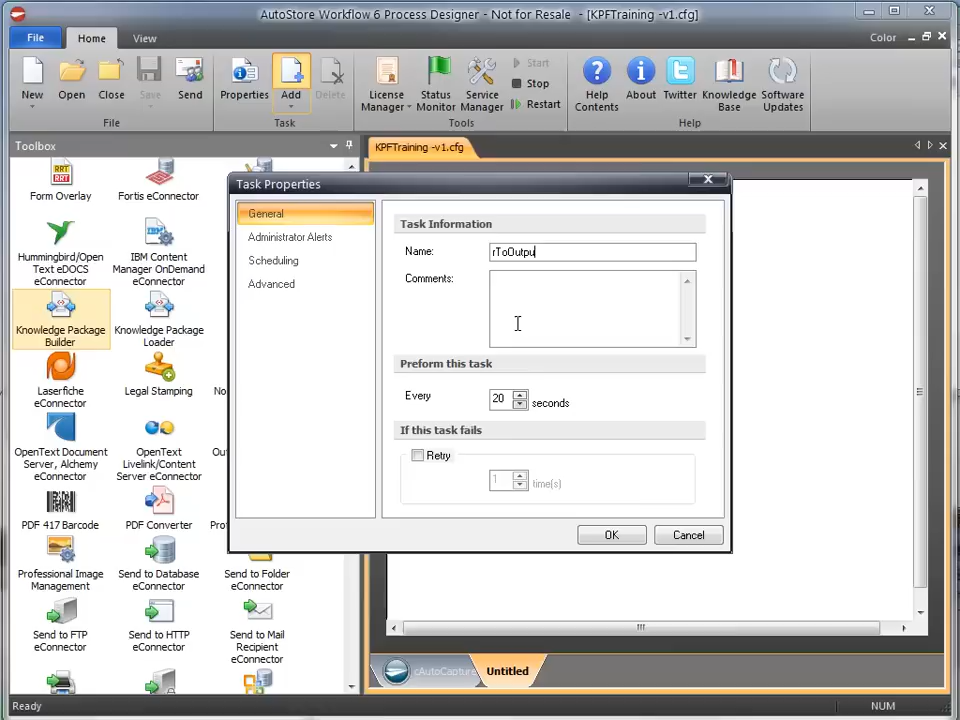 AutoStore Workflow 6 Process Designer - Not for Resale - [KPFTraining -v1.cfg]
File
Home
View
Color
New
Open
Close
Save
Send
File
Properties
Add
Delete
Task
License
Manager
Status
Monitor
Service
Manager
Start
Stop
Restart
Tools
Help
Contents
About
Twitter
Knowledge
Base
Software
Updates
Help
Toolbox
KPFTraining -v1.cfg
RRT
RTF
Form Overlay
Fortis eConnector
Hummingbird/Open
Text eDOCS
eConnector
IBM Content
Manager OnDemand
eConnector
Knowledge Package
Builder
Knowledge Package
Loader
Laserfiche
eConnector
Legal Stamping
No
OpenText Document
Server, Alchemy
eConnector
OpenText
Livelink/Content
Server eConnector
PDF 417 Barcode
PDF Converter
Professional Image
Management
Send to Database
eConnector
Send to Folder
eConnector
Send to FTP
eConnector
Send to HTTP
eConnector
Send to Mail
Recipient
eConnector
Task Properties
General
Administrator Alerts
Scheduling
Advanced
Task Information
Name:
rToOutpu
Comments:
Preform this task
Every
20
seconds
If this task fails
Retry
1
time(s)
OK
Cancel
cAutoCapture
Untitled
Ready
NUM